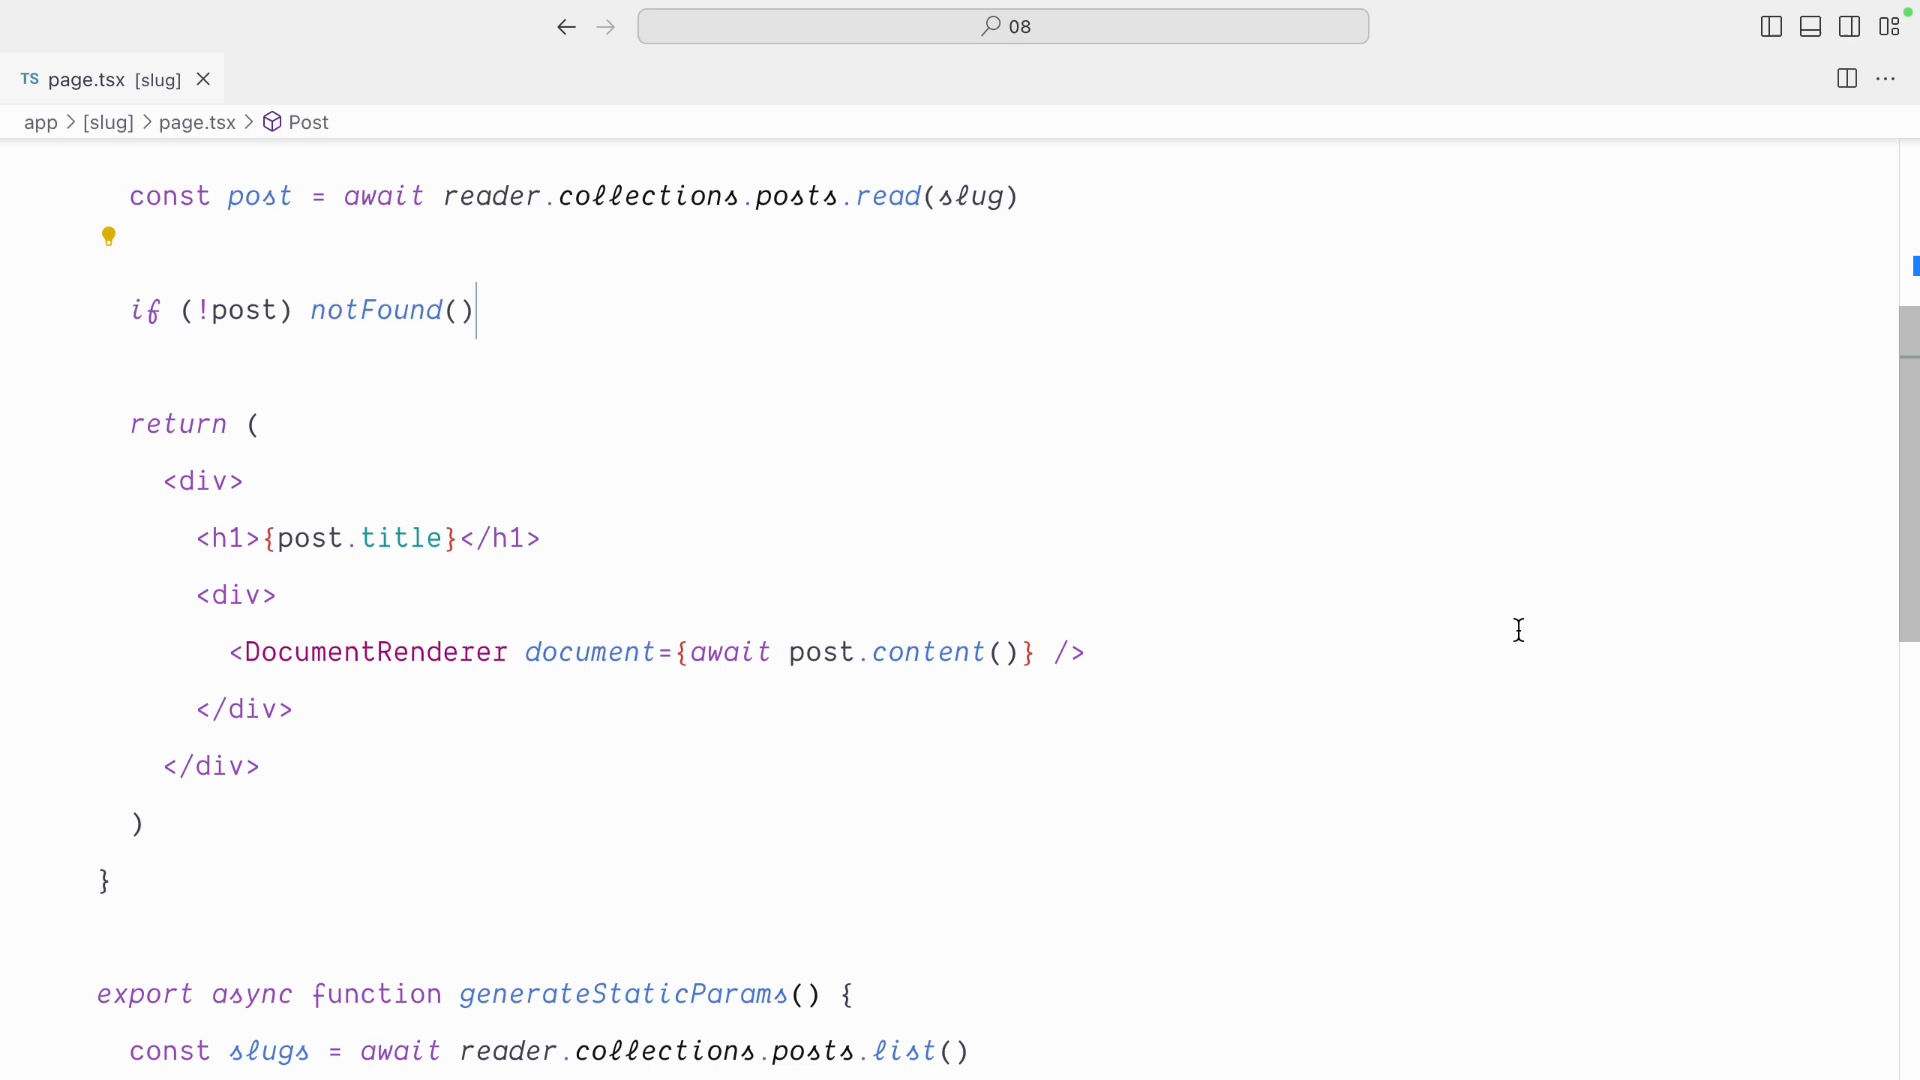 08
TS page.tsx [slug]
app > [slug] > page.tsx > Post
const post = await reader.collections.posts.read(slug)
if (!post) notFound()
return (
<div>
<h1>{post.title}</h1>
<div>
<DocumentRenderer document={await post.content()} />
</div>
</div>
)
}
export async function generateStaticParams() {
const slugs = await reader.collections.posts.list()